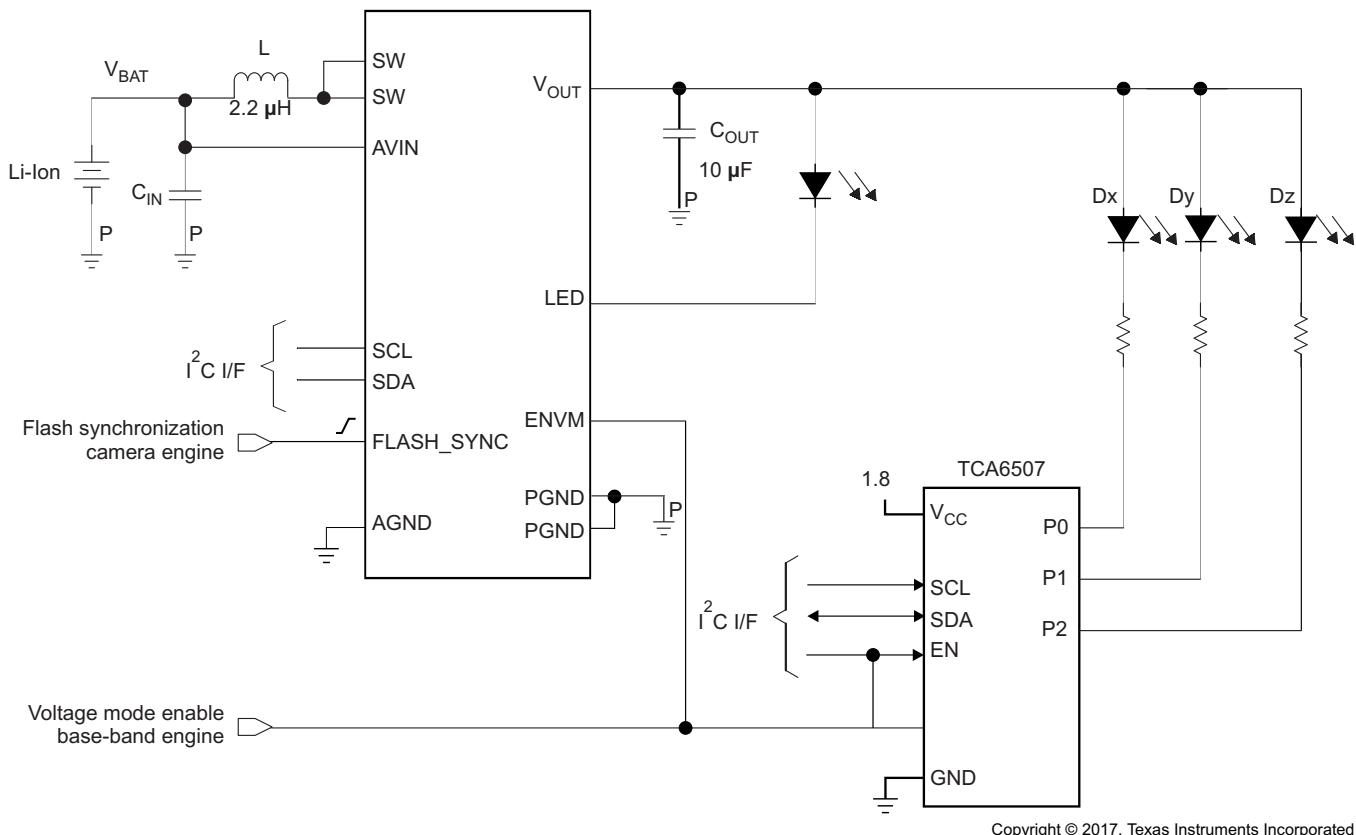 L
V_BAT
2.2 µH
SW
SW
AVIN
Li-Ion
C_IN
P
P
V_OUT
C_OUT
10 µF
P
Dx
Dy
Dz
LED
I²C I/F
SCL
SDA
ENVM
Flash synchronization
camera engine
FLASH_SYNC
PGND
P
PGND
AGND
TCA6507
1.8
V_CC
P0
P1
P2
I²C I/F
SCL
SDA
EN
Voltage mode enable
base-band engine
GND
Copyright © 2017, Texas Instruments Incorporated